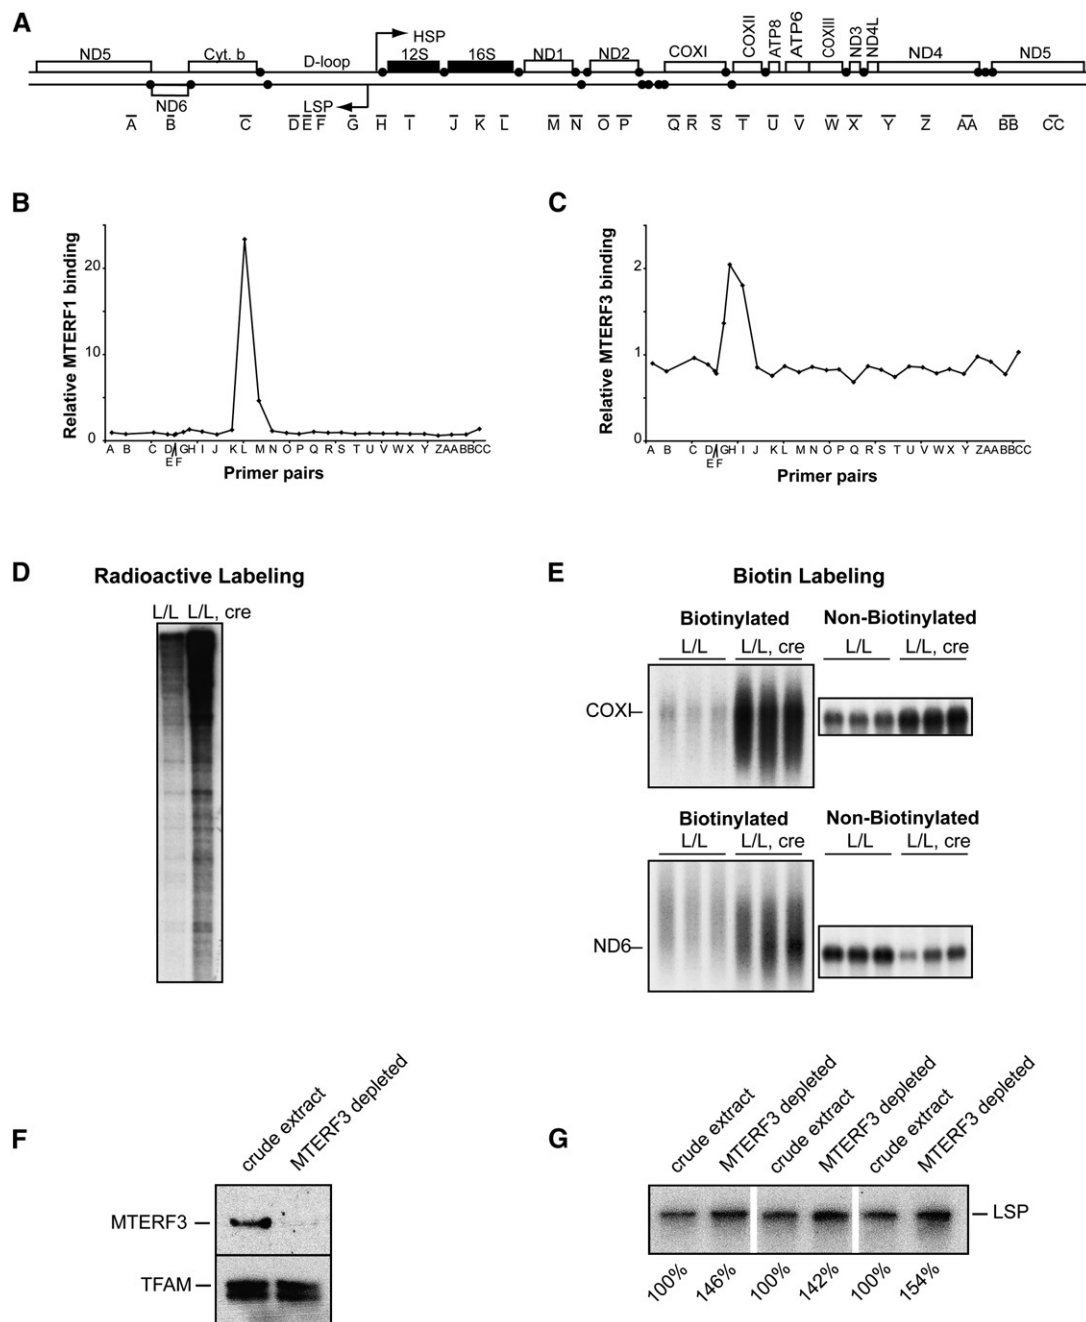 A
ND5 Cyt. b D-loop HSP 12S 16S ND1 ND2 COXI COXII ATP8 ATP6 COXIII ND3 ND4L ND4 ND5
ND6 LSP
A B C D E F G H I J K L M N O P Q R S T U V W X Y Z AA BB CC
B
Relative MTERF1 binding
20
10
0
A B C D E F G H I J K L M N O P Q R S T U V W X Y Z AA BB CC
Primer pairs
C
Relative MTERF3 binding
2
1
0
A B C D E F G H I J K L M N O P Q R S T U V W X Y Z AA BB CC
Primer pairs
D
Radioactive Labeling
L/L L/L, cre
E
Biotin Labeling
Biotinylated Non-Biotinylated
L/L L/L, cre L/L L/L, cre
COXI
Biotinylated Non-Biotinylated
L/L L/L, cre L/L L/L, cre
ND6
F
crude extract MTERF3 depleted
MTERF3
TFAM
G
crude extract MTERF3 depleted crude extract MTERF3 depleted crude extract MTERF3 depleted
LSP
100% 146% 100% 142% 100% 154%